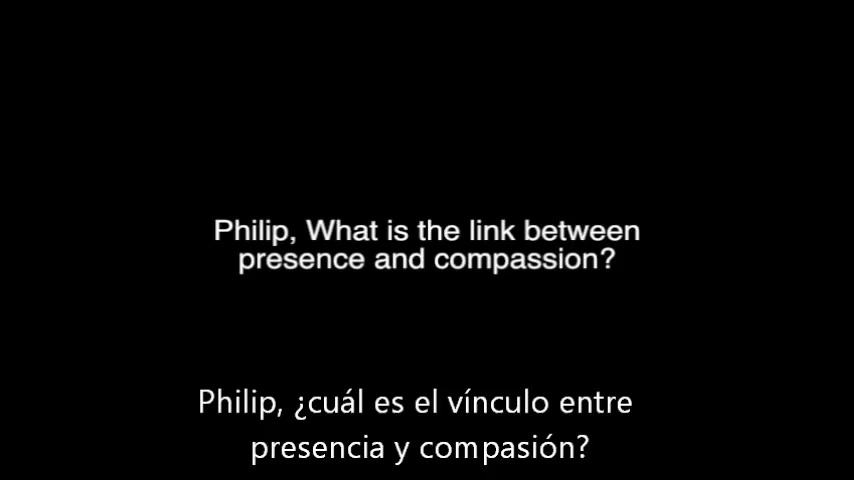 Philip, What is the link between
presence and compassion?
Philip, ¿cuál es el vínculo entre
presencia y compasión?